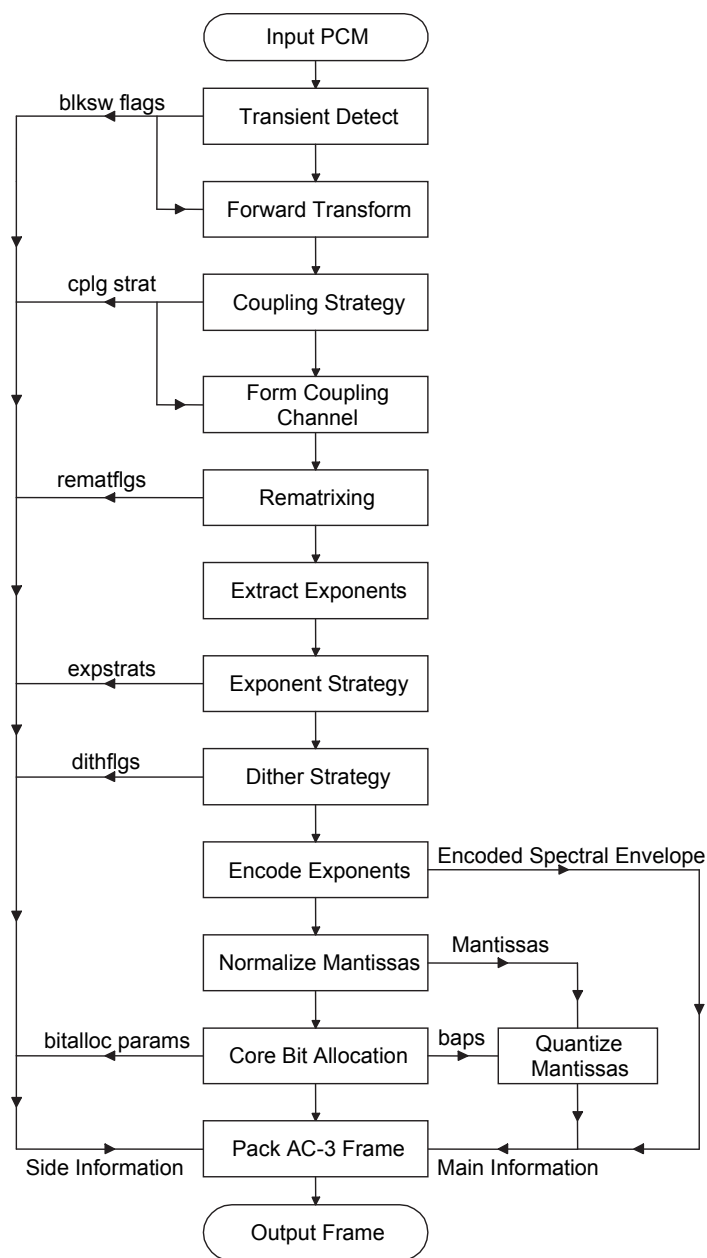 Input PCM
blksw flags
Transient Detect
Forward Transform
cplg strat
Coupling Strategy
Form Coupling
Channel
rematflgs
Rematrixing
Extract Exponents
expstrats
Exponent Strategy
dithflgs
Dither Strategy
Encoded Spectral Envelope
Encode Exponents
Mantissas
Normalize Mantissas
bitalloc params
Core Bit Allocation
baps
Quantize
Mantissas
Pack AC-3 Frame
Side Information
Main Information
Output Frame